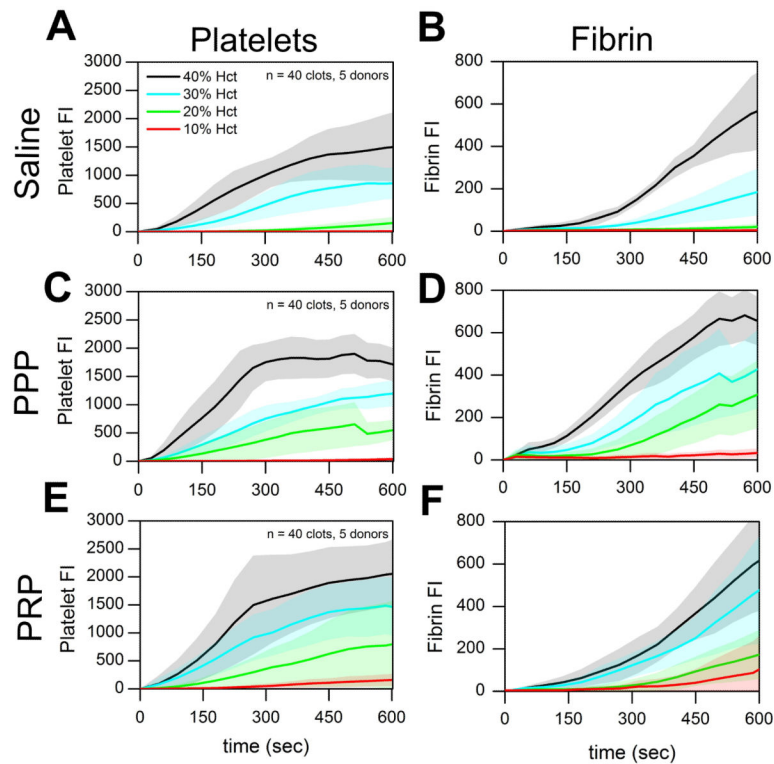 A
Platelets
B
Fibrin
Saline
Platelet FI
3000
2500
2000
1500
1000
500
0
40% Hct
30% Hct
20% Hct
10% Hct
n = 40 clots, 5 donors
0 150 300 450 600
Fibrin FI
800
600
400
200
0
0 150 300 450 600
C
PPP
Platelet FI
3000
2500
2000
1500
1000
500
0
n = 40 clots, 5 donors
0 150 300 450 600
D
Fibrin FI
800
600
400
200
0
0 150 300 450 600
E
PRP
Platelet FI
3000
2500
2000
1500
1000
500
0
n = 40 clots, 5 donors
0 150 300 450 600
time (sec)
F
Fibrin FI
800
600
400
200
0
0 150 300 450 600
time (sec)